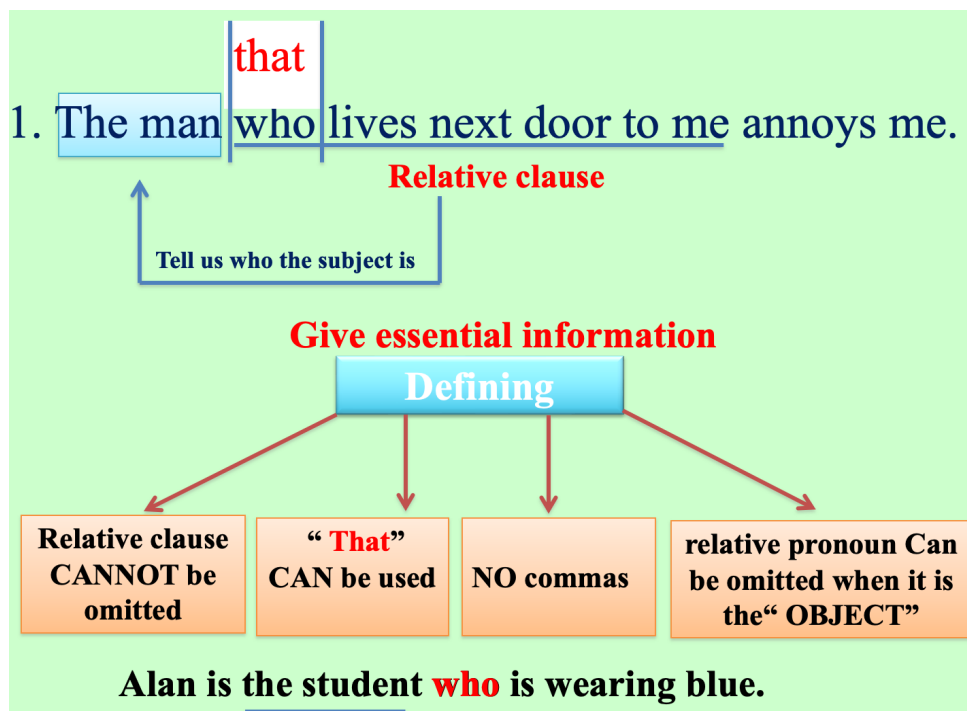 that
1. The man who lives next door to me annoys me.
Relative clause
Tell us who the subject is
Give essential information
Defining
Relative clause
CANNOT be
omitted
“ That”
CAN be used
NO commas
relative pronoun Can
be omitted when it is
the“ OBJECT”
Alan is the student who is wearing blue.